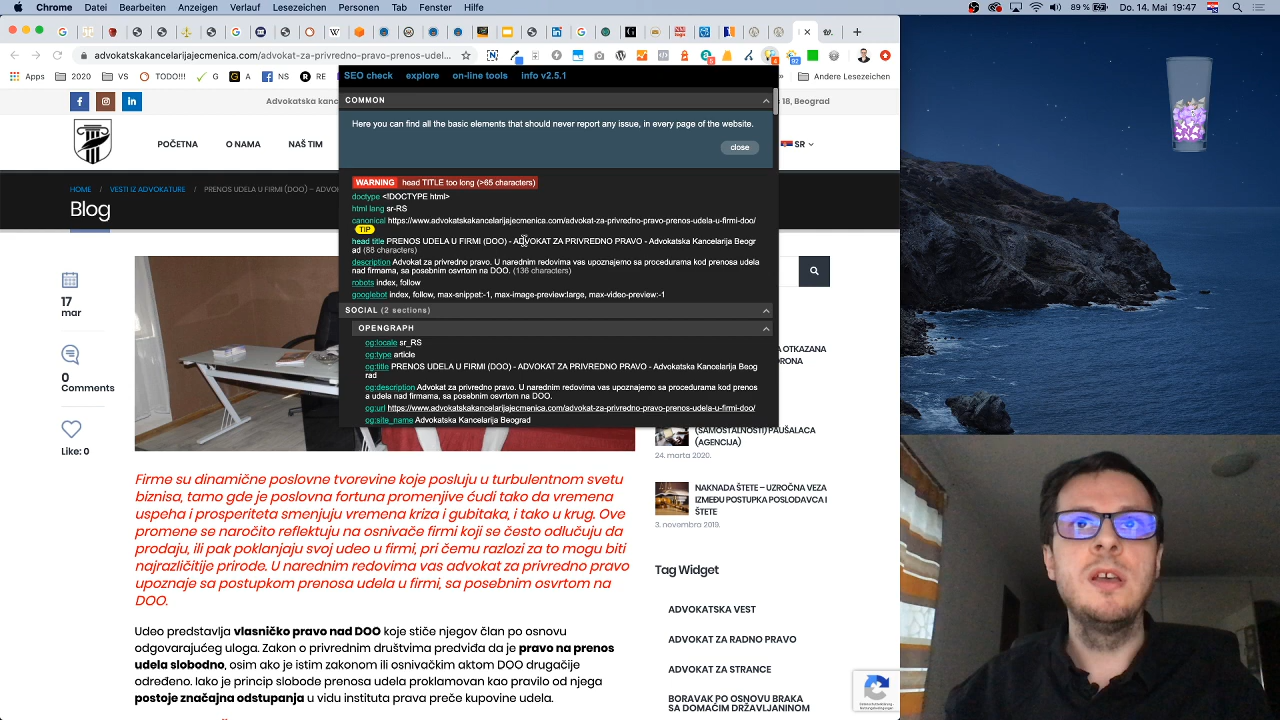 Chrome Datei Bearbeiten Anzeigen Verlauf Lesezeichen Personen Tab Fenster Hilfe
Do. 14. Mai 19:47
advokatskakancelarijajecmenica.com/advokat-za-privredno-pravo-prenos-udela-u-firmi-doo/
5
4
92
Apps 2020 VS TODO!!! G A NS RE
Andere Lesezeichen
SEO check explore on-line tools info v2.5.1
Advokatska kanc
18, Beograd
COMMON
Here you can find all the basic elements that should never report any issue, in every page of the website.
close
POČETNA O NAMA NAŠ TIM
SR
WARNING head TITLE too long (>65 characters)
HOME / VESTI IZ ADVOKATURE / PRENOS UDELA U FIRMI (DOO) – ADVO
Blog
doctype <!DOCTYPE html>
html lang sr-RS
canonical https://www.advokatskakancelarijajecmenica.com/advokat-za-privredno-pravo-prenos-udela-u-firmi-doo/
TIP
head title PRENOS UDELA U FIRMI (DOO) - ADVOKAT ZA PRIVREDNO PRAVO - Advokatska Kancelarija Beogr
ad (88 characters)
description Advokat za privredno pravo. U narednim redovima vas upoznajemo sa procedurama kod prenosa udela
nad firmama, sa posebnim osvrtom na DOO. (136 characters)
robots index, follow
googlebot index, follow, max-snippet:-1, max-image-preview:large, max-video-preview:-1
SOCIAL (2 sections)
OPENGRAPH
og:locale sr_RS
og:type article
og:title PRENOS UDELA U FIRMI (DOO) - ADVOKAT ZA PRIVREDNO PRAVO - Advokatska Kancelarija Beog
rad
og:description Advokat za privredno pravo. U narednim redovima vas upoznajemo sa procedurama kod prenos
a udela nad firmama, sa posebnim osvrtom na DOO.
og:url https://www.advokatskakancelarijajecmenica.com/advokat-za-privredno-pravo-prenos-udela-u-firmi-doo/
og:site_name Advokatska Kancelarija Beograd
17
mar
0
Comments
Like: 0
A OTKAZANA
ORONA
(SAMOSTALNOSTI) PAUŠALACA
(AGENCIJA)
24. marta 2020.
NAKNADA ŠTETE – UZROČNA VEZA
IZMEĐU POSTUPKA POSLODAVCA I
ŠTETE
3. novembra 2019.
Firme su dinamične poslovne tvorevine koje posluju u turbulentnom svetu
biznisa, tamo gde je poslovna fortuna promenjive ćudi tako da vremena
uspeha i prosperiteta smenjuju vremena kriza i gubitaka, i tako u krug. Ove
promene se naročito reflektuju na osnivače firmi koji se često odlučuju da
prodaju, ili pak poklanjaju svoj udeo u firmi, pri čemu razlozi za to mogu biti
najrazličitije prirode. U narednim redovima vas advokat za privredno pravo
upoznaje sa postupkom prenosa udela u firmi, sa posebnim osvrtom na
DOO.
Udeo predstavlja vlasničko pravo nad DOO koje stiče njegov član po osnovu
odgovarajućeg uloga. Zakon o privrednim društvima predviđa da je pravo na prenos
udela slobodno, osim ako je istim zakonom ili osnivačkim aktom DOO drugačije
određeno. Iako je princip slobode prenosa udela proklamovan kao pravilo od njega
postoje značajna odstupanja u vidu instituta prava preče kupovine udela.
Tag Widget
ADVOKATSKA VEST
ADVOKAT ZA RADNO PRAVO
ADVOKAT ZA STRANCE
BORAVAK PO OSNOVU BRAKA
SA DOMAĆIM DRŽAVLJANINOM